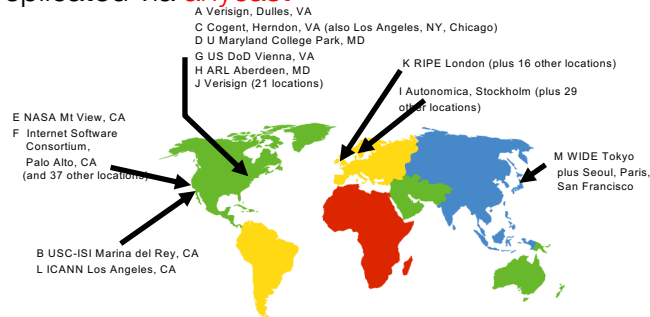 via any
A Verisign, Dulles, VA
C Cogent, Herndon, VA (also Los Angeles, NY, Chicago)
D U Maryland College Park, MD
G US DoD Vienna, VA
H ARL Aberdeen, MD
J Verisign (21 locations)
K RIPE London (plus 16 other locations)
I Autonomica, Stockholm (plus 29
other locations)
E NASA Mt View, CA
F Internet Software
Consortium,
Palo Alto, CA
(and 37 other locations)
M WIDE Tokyo
plus Seoul, Paris,
San Francisco
B USC-ISI Marina del Rey, CA
L ICANN Los Angeles, CA